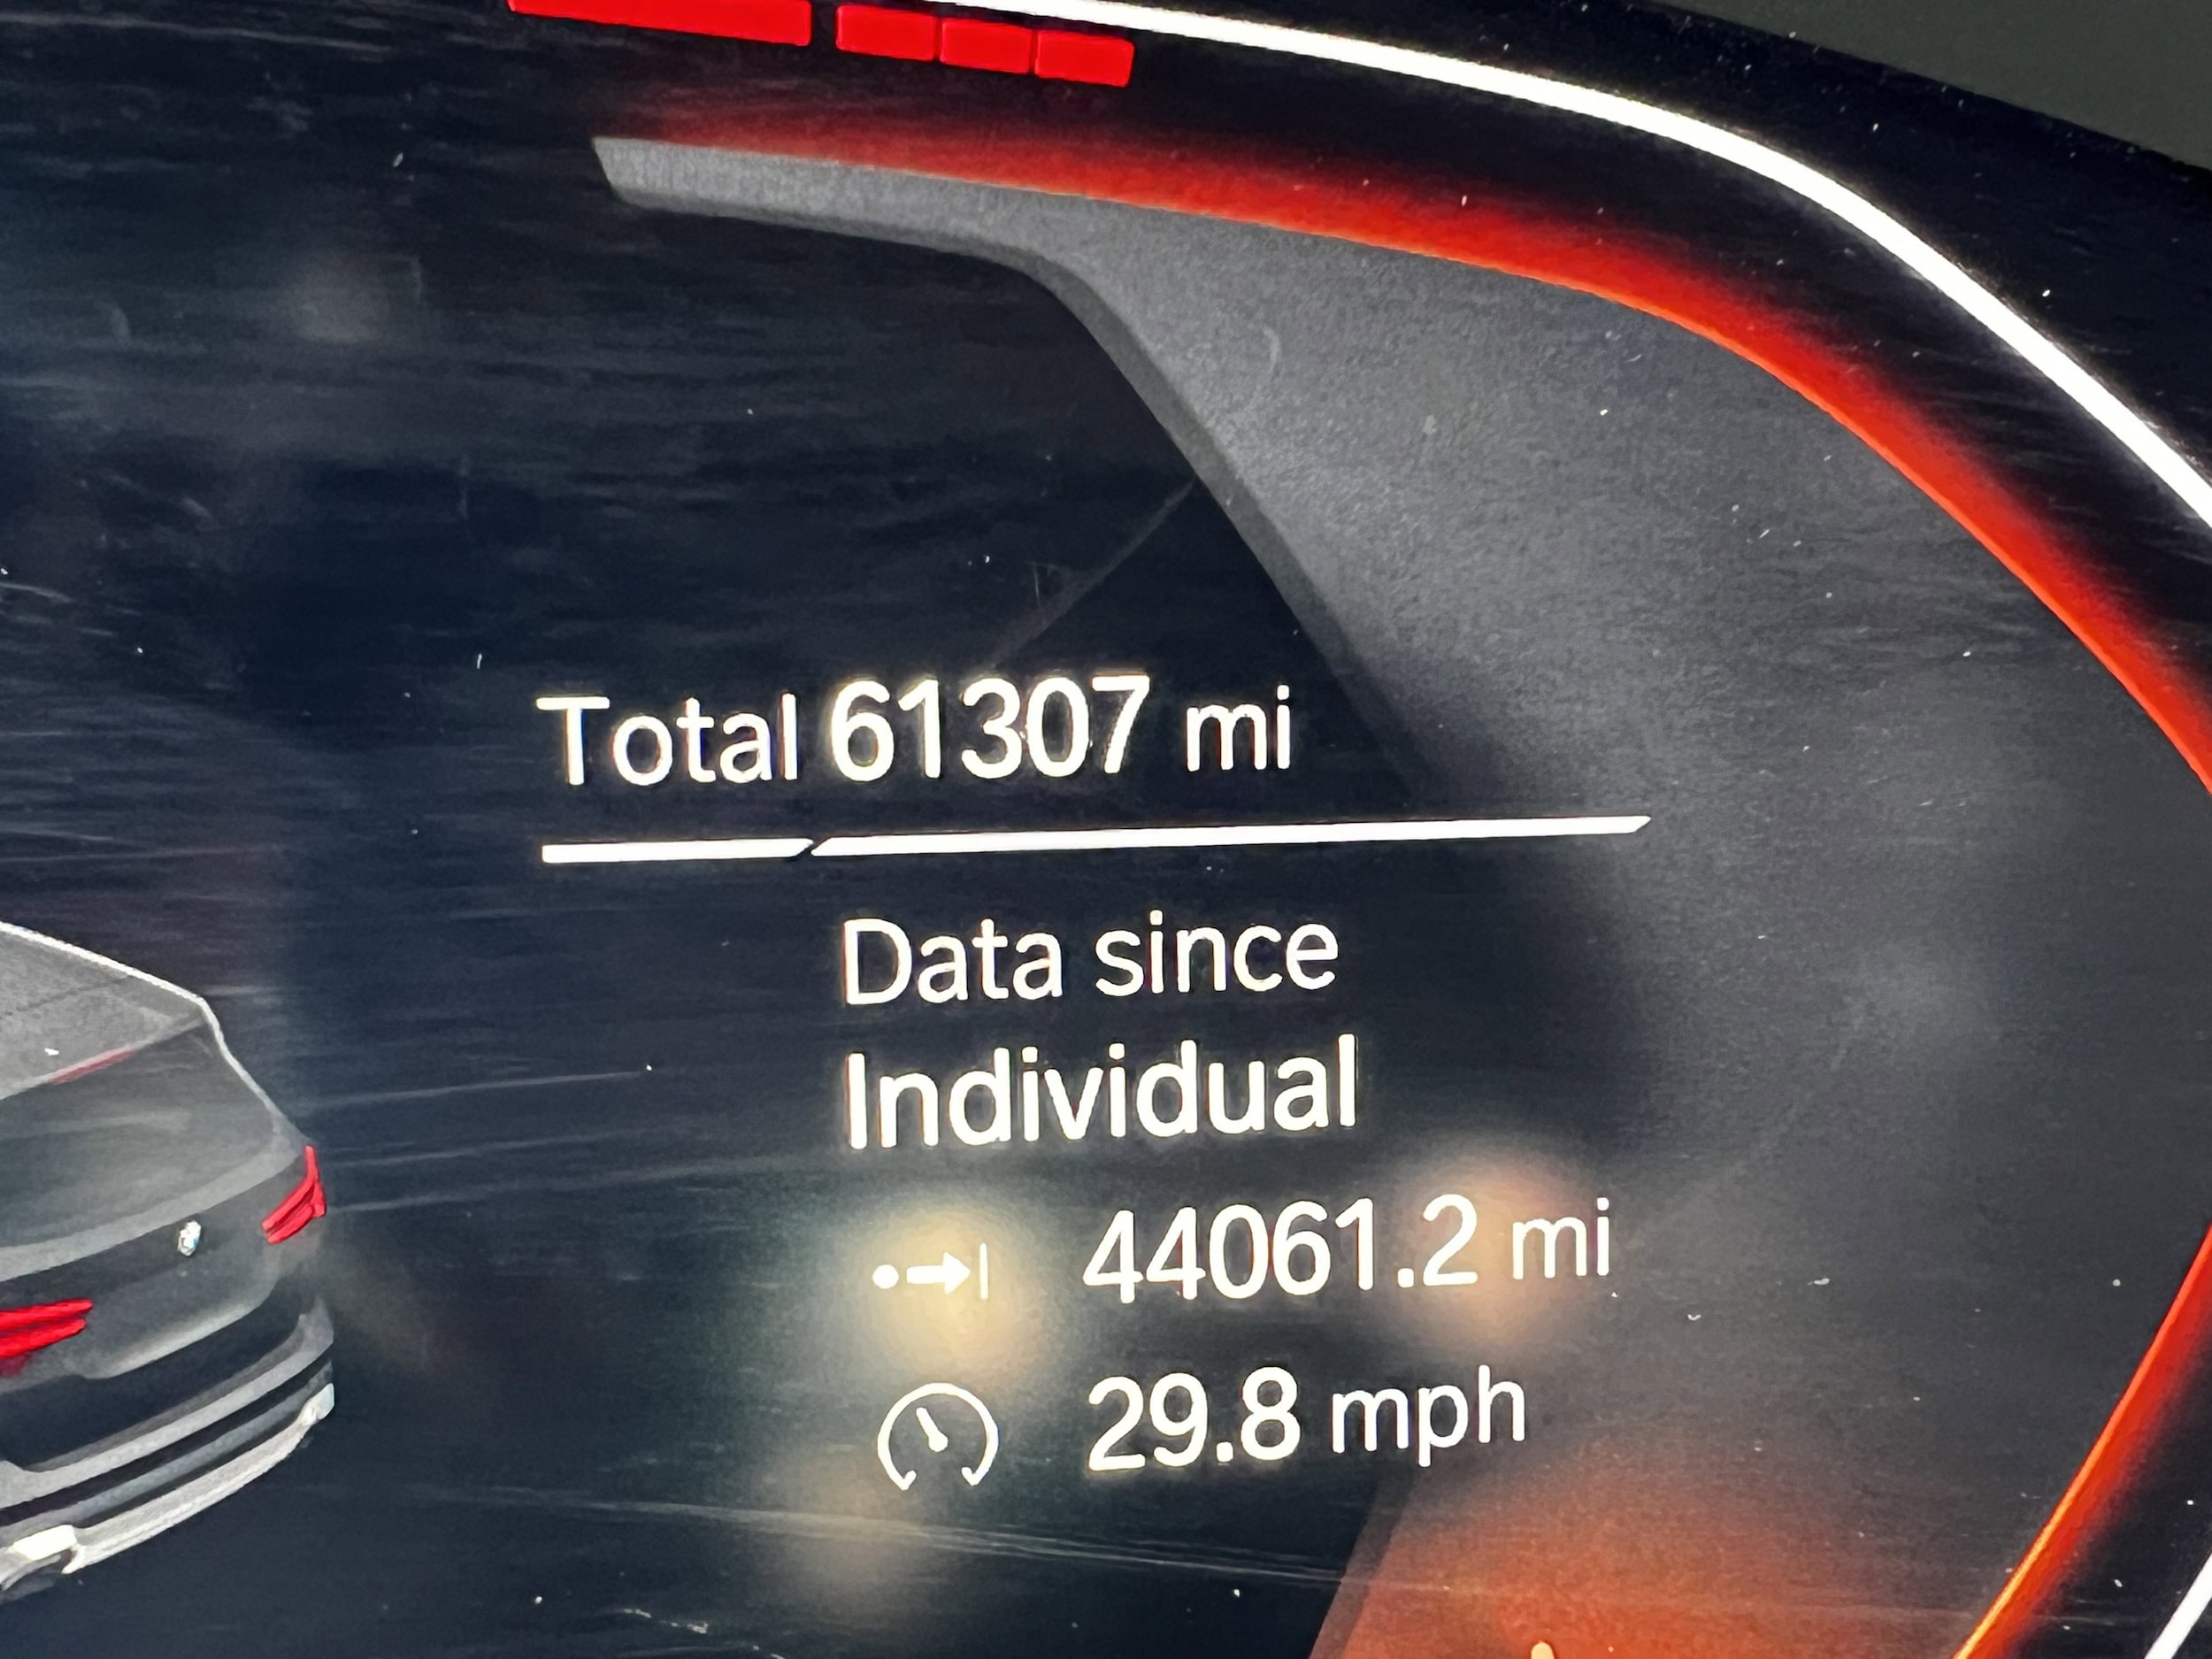 Total 61307 mi
Data since
Individual
44061.2 mi
29.8 mph